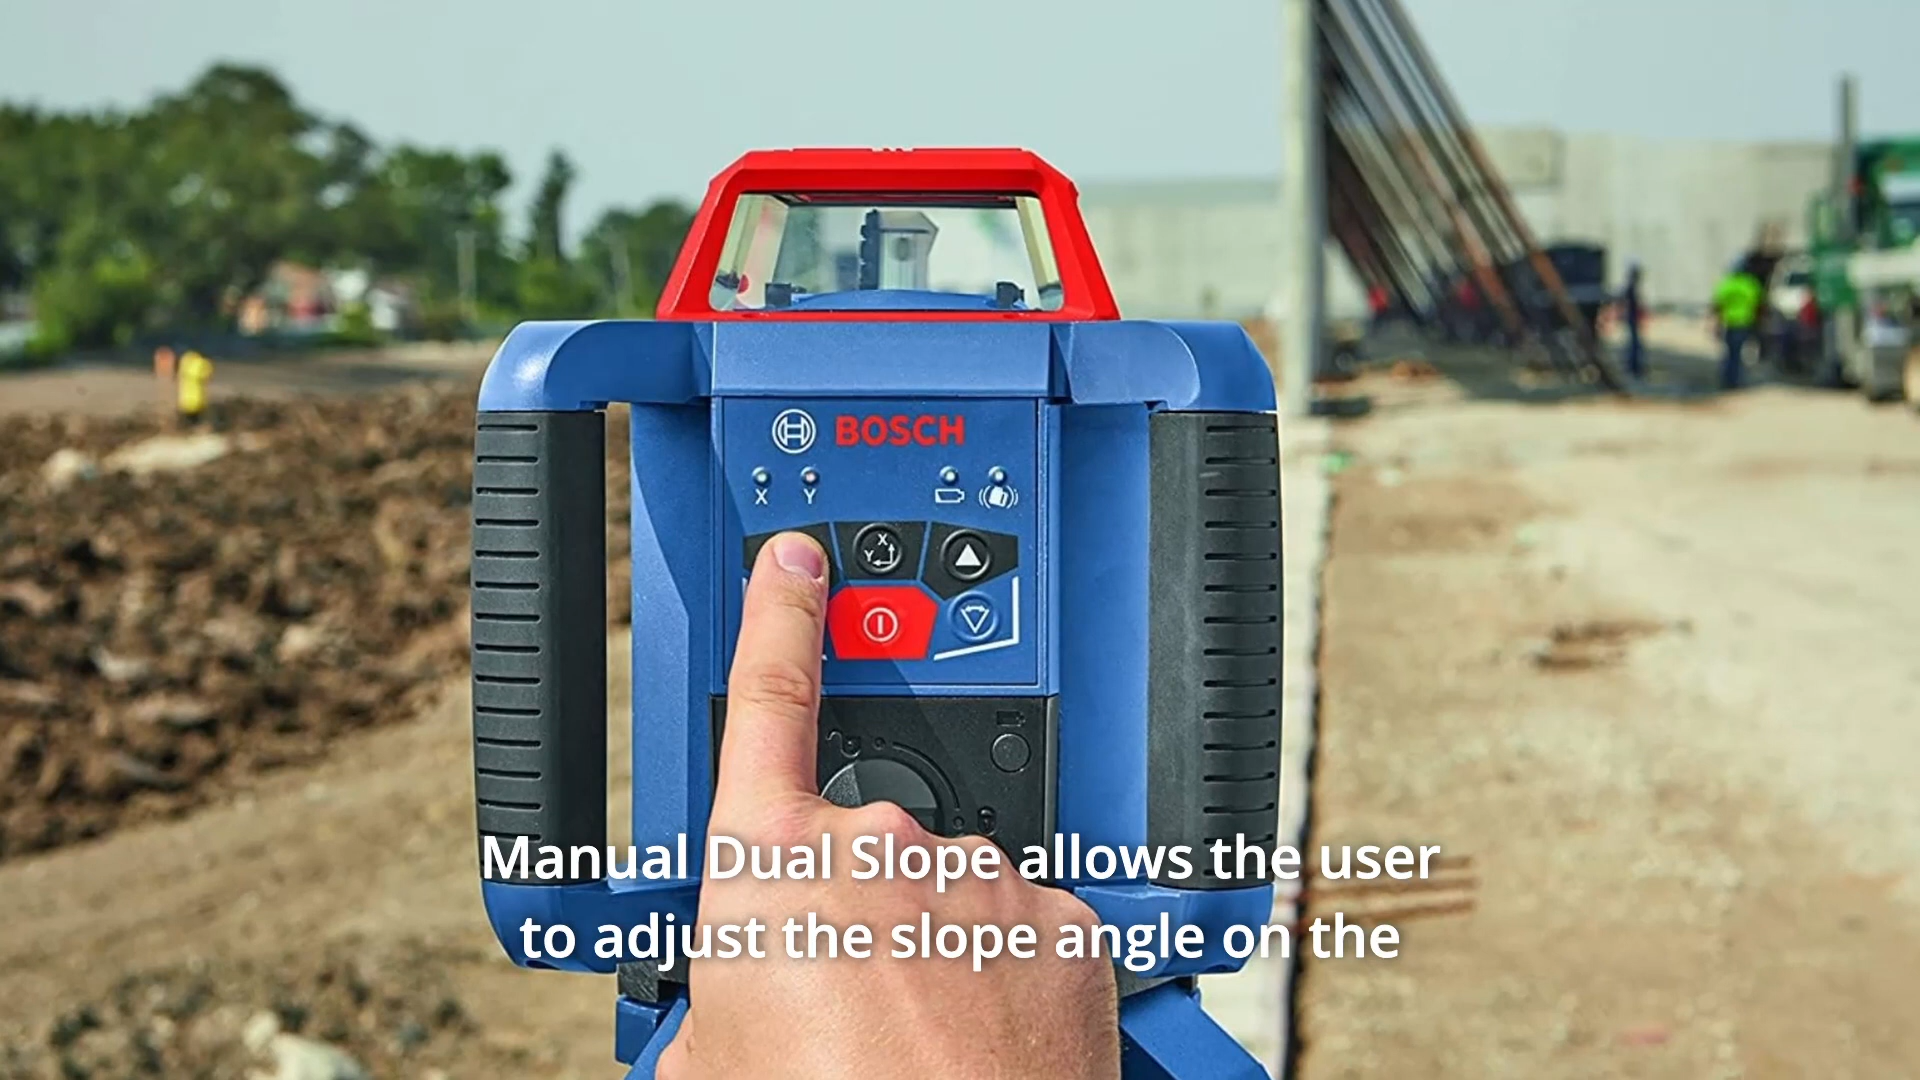 BOSCH
X Y
X
Y
Manual Dual Slope allows the user
to adjust the slope angle on the